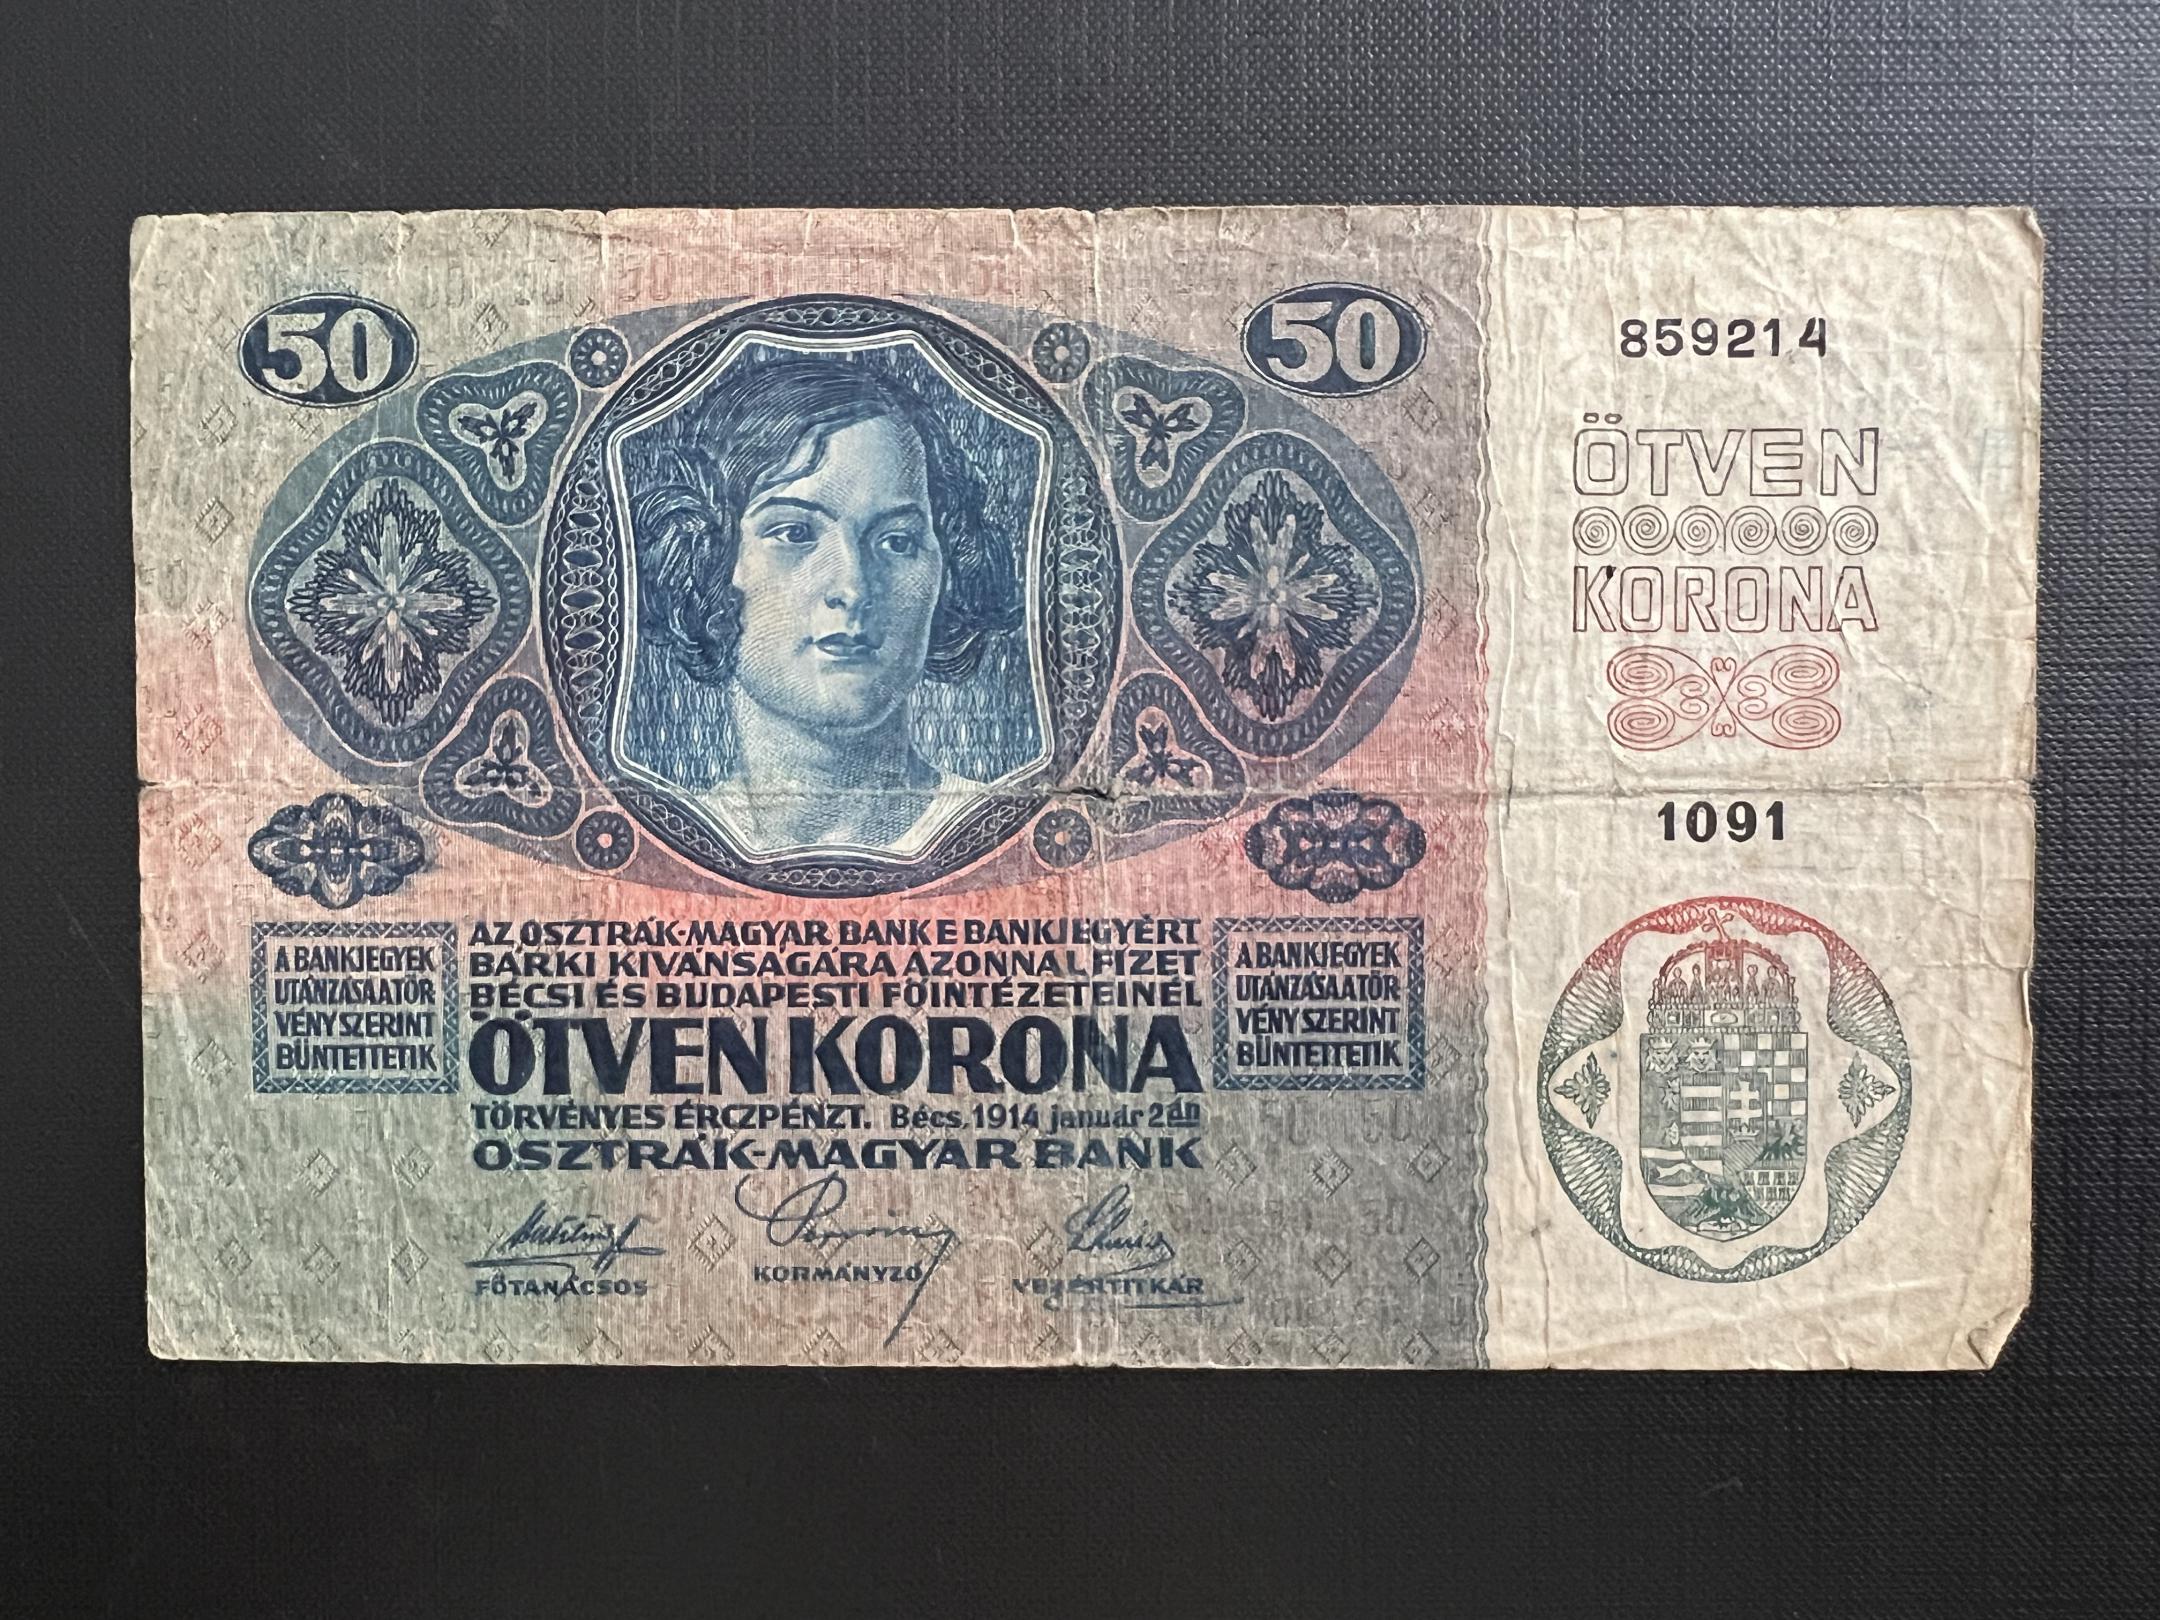 50
50
859214
ÖTVEN
KORONA
1091
A BANKJEGYEK
UTÁNZÁSA A TÖR
VÉNY SZERINT
BÜNTETTETIK
AZ OSZTRÁK-MAGYAR BANK E BANKJEGYÉRT
BÁRKI KIVÁNSÁGÁRA AZONNAL FIZET
BÉCSI ÉS BUDAPESTI FŐINTÉZETEINÉL
ÖTVEN KORONA
TÖRVÉNYES ÉRCZPÉNZT. Bécs, 1914 január 2án
OSZTRÁK-MAGYAR BANK
A BANKJEGYEK
UTÁNZÁSA A TÖR
VÉNY SZERINT
BÜNTETTETIK
FŐTANÁCSOS
KORMÁNYZÓ
VEZÉRTITKÁR